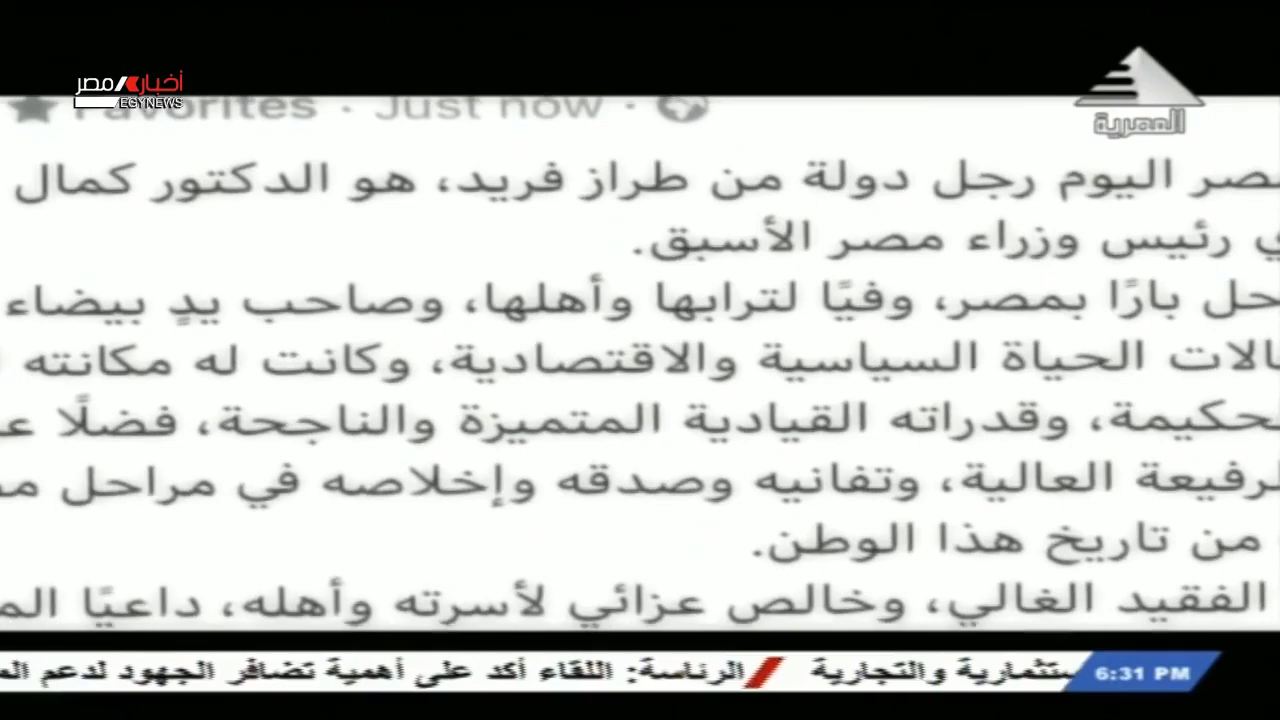 أخبار مصر
EGYNEWS
المصرية
Favorites · Just now ·
اليوم رجل دولة من طراز فريد، هو الدكتور كمال
رئيس وزراء مصر الأسبق.
بارًا بمصر، وفيًا لترابها وأهلها، وصاحب يدٍ بيضاء
الحياة السياسية والاقتصادية، وكانت له مكانته
وقدراته القيادية المتميزة والناجحة، فضلًا
العالية، وتفانيه وصدقه وإخلاصه في مراحل
من تاريخ هذا الوطن.
الفقيد الغالي، وخالص عزائي لأسرته وأهله، داعيًا
والتجارية / الرئاسة: اللقاء أكد على أهمية تضافر الجهود لدعم
6:31 PM